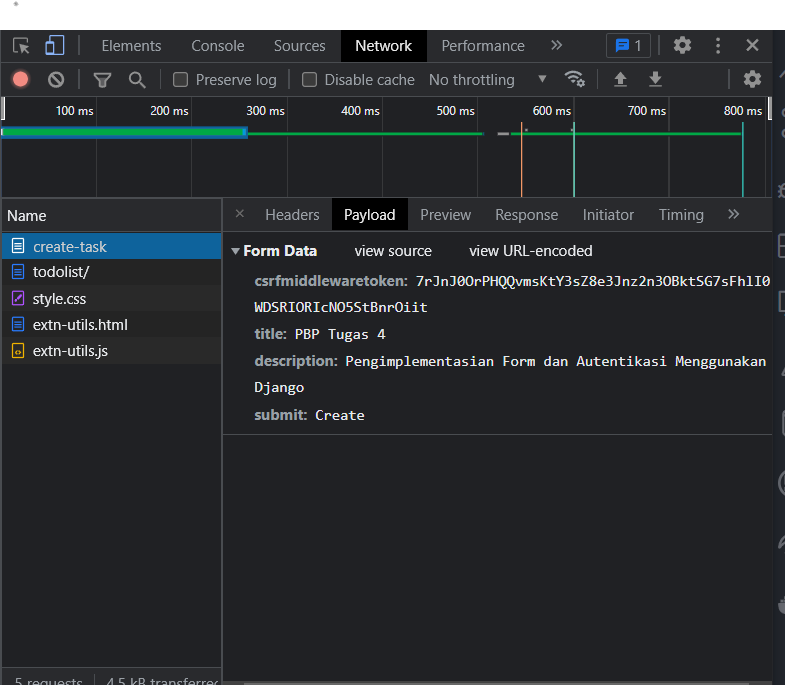 Elements Console Sources Network Performance » 1
Preserve log Disable cache No throttling
100 ms 200 ms 300 ms 400 ms 500 ms 600 ms 700 ms 800 ms
Name
create-task
todolist/
style.css
extn-utils.html
extn-utils.js
5 requests 4.5 kB transferred
× Headers Payload Preview Response Initiator Timing »
Form Data view source view URL-encoded
csrfmiddlewaretoken: 7rJnJ0OrPHQQvmsKtY3sZ8e3Jnz2n3OBktSG7sFhlI0
WDSRIORIcNO5StBnrOiit
title: PBP Tugas 4
description: Pengimplementasian Form dan Autentikasi Menggunakan
Django
submit: Create